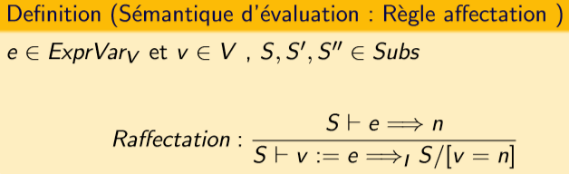 Definition (Sémantique d'évaluation : Règle affectation )
e ∈ ExprVar_V et v ∈ V , S, S′, S′′ ∈ Subs
S ⊢ e ⟹ n
Raffectation :
S ⊢ v := e ⟹_I S/[v = n]